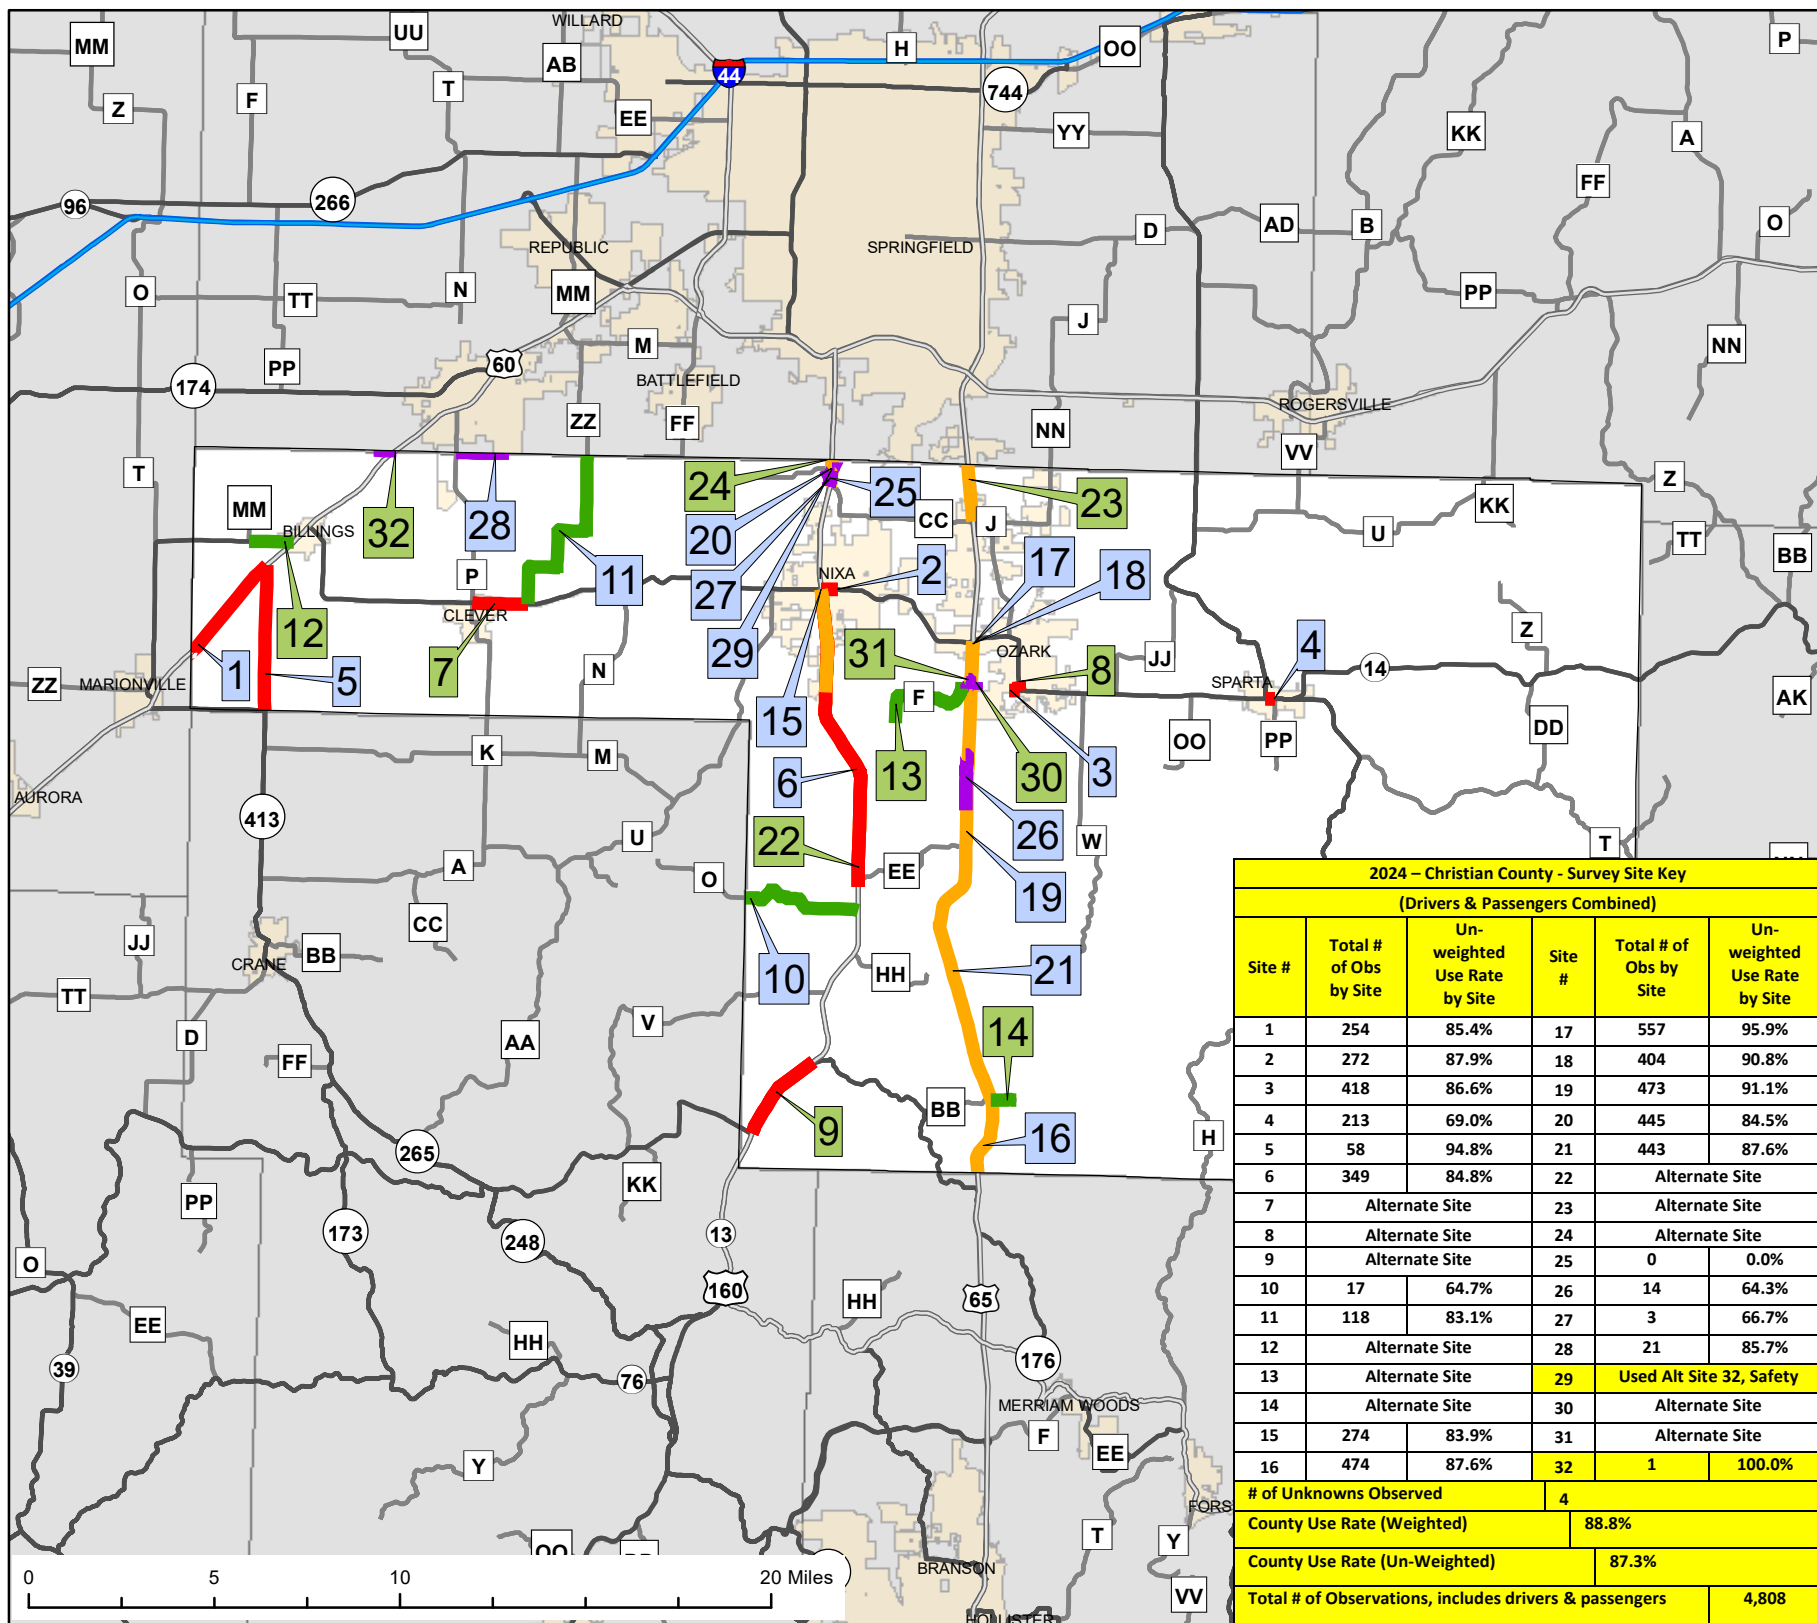 WILLARD
MM
UU
H
OO
P
AB
44
T
F
Z
744
EE
YY
KK
A
FF
96
266
REPUBLIC
SPRINGFIELD
D
AD
B
O
O
TT
N
MM
PP
J
M
NN
PP
60
174
BATTLEFIELD
ROGERSVILLE
ZZ
FF
NN
VV
T
Z
24
25
23
KK
MM
BILLINGS
32
28
20
CC
J
U
TT
BB
P
11
27
NIXA
2
17
18
CLEVER
12
7
29
31
OZARK
8
JJ
4
Z
14
1
5
N
ZZ
MARIONVILLE
SPARTA
F
15
13
30
3
OO
PP
DD
AK
K
M
6
AURORA
413
U
22
26
W
T
A
O
EE
19
CC
JJ
BB
CRANE
10
HH
21
TT
V
14
D
AA
FF
BB
9
16
H
265
KK
PP
173
248
13
O
160
HH
65
EE
HH
176
39
76
MERRIAM WOODS
F
EE
Y
FORS
T
Y
OO
BRANSON
VV
HOLLISTER
0 5 10 20 Miles
2024 – Christian County - Survey Site Key
(Drivers & Passengers Combined)
Site # Total # of Obs by Site Un-weighted Use Rate by Site Site # Total # of Obs by Site Un-weighted Use Rate by Site
1 254 85.4% 17 557 95.9%
2 272 87.9% 18 404 90.8%
3 418 86.6% 19 473 91.1%
4 213 69.0% 20 445 84.5%
5 58 94.8% 21 443 87.6%
6 349 84.8% 22 Alternate Site
7 Alternate Site 23 Alternate Site
8 Alternate Site 24 Alternate Site
9 Alternate Site 25 0 0.0%
10 17 64.7% 26 14 64.3%
11 118 83.1% 27 3 66.7%
12 Alternate Site 28 21 85.7%
13 Alternate Site 29 Used Alt Site 32, Safety
14 Alternate Site 30 Alternate Site
15 274 83.9% 31 Alternate Site
16 474 87.6% 32 1 100.0%
# of Unknowns Observed 4
County Use Rate (Weighted) 88.8%
County Use Rate (Un-Weighted) 87.3%
Total # of Observations, includes drivers & passengers 4,808